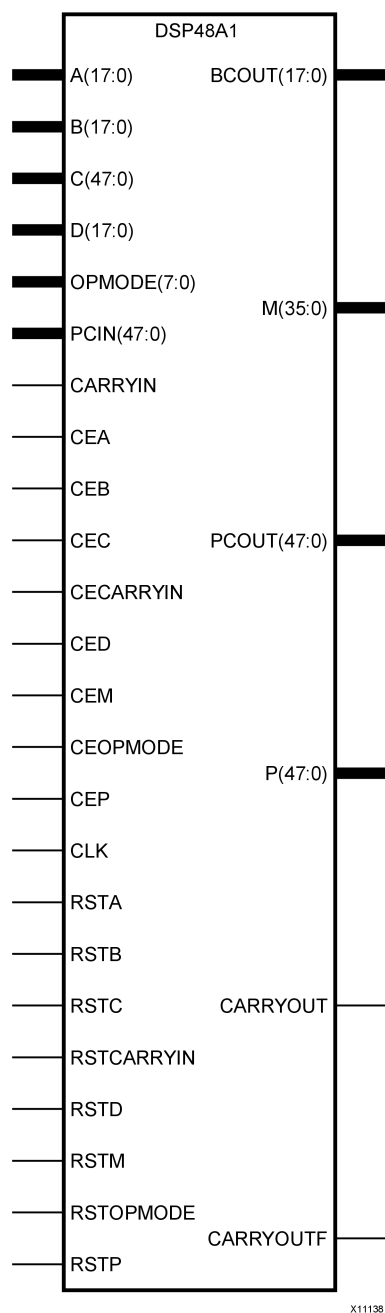 DSP48A1
A(17:0) BCOUT(17:0)
B(17:0)
C(47:0)
D(17:0)
OPMODE(7:0)
M(35:0)
PCIN(47:0)
CARRYIN
CEA
CEB
CEC PCOUT(47:0)
CECARRYIN
CED
CEM
CEOPMODE
P(47:0)
CEP
CLK
RSTA
RSTB
RSTC CARRYOUT
RSTCARRYIN
RSTD
RSTM
RSTOPMODE
CARRYOUTF
RSTP
X11138